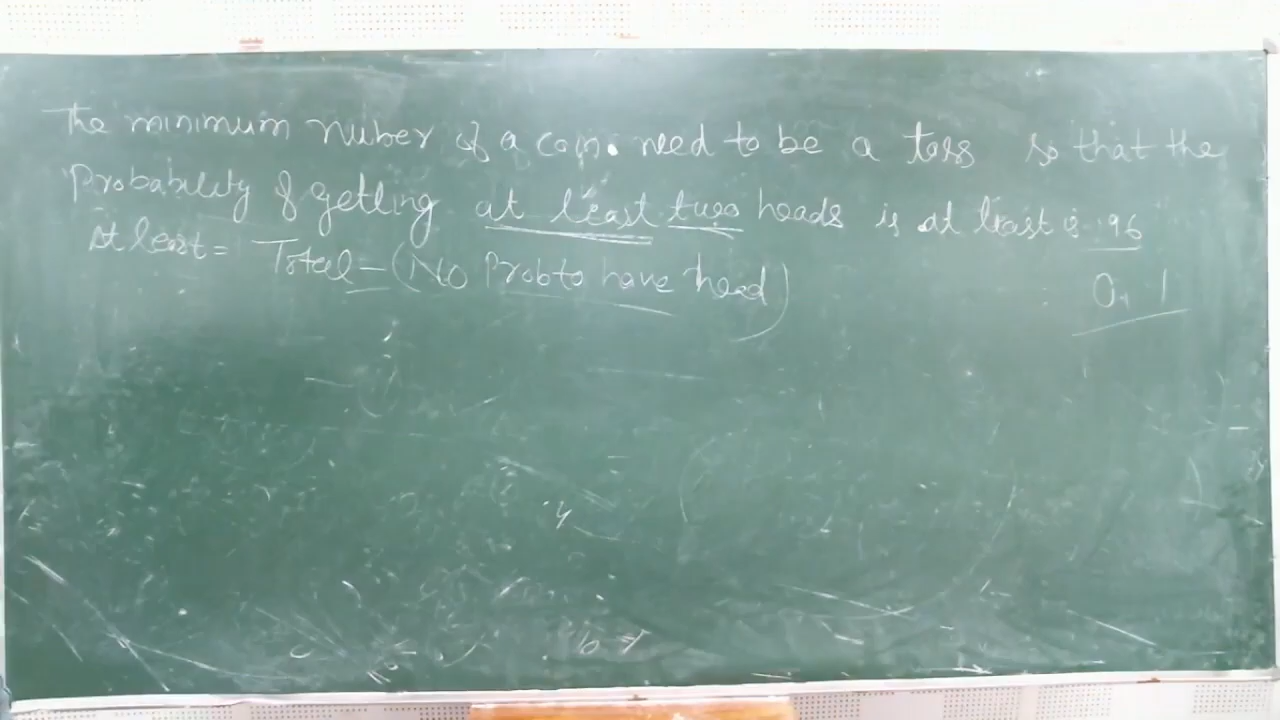 The minimum nuber of a coin. need to be a toss so that the
Probability of getting at least two heads is at least is .96
At least = Total - (No Prob to have head)
0, 1